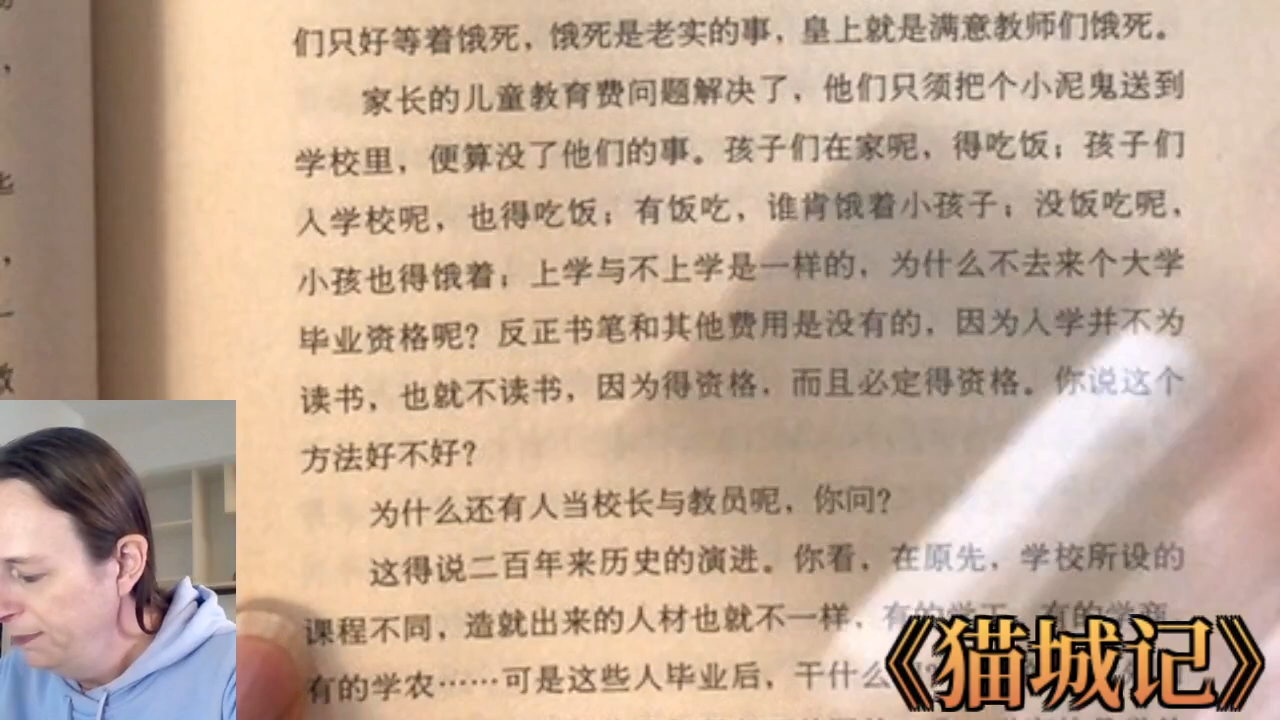 们只好等着饿死，饿死是老实的事，皇上就是满意教师们饿死。
家长的儿童教育费问题解决了，他们只须把个小泥鬼送到
学校里，便算没了他们的事。孩子们在家呢，得吃饭；孩子们
入学校呢，也得吃饭；有饭吃，谁肯饿着小孩子；没饭吃呢，
小孩也得饿着；上学与不上学是一样的，为什么不去来个大学
毕业资格呢？反正书笔和其他费用是没有的，因为入学并不为
读书，也就不读书，因为得资格，而且必定得资格。你说这个
方法好不好？
为什么还有人当校长与教员呢，你问？
这得说二百年来历史的演进。你看，在原先，学校所设的
课程不同，造就出来的人材也就不一样，有的学工，有的学商，
有的学农……可是这些人毕业后，干什么
《猫城记》